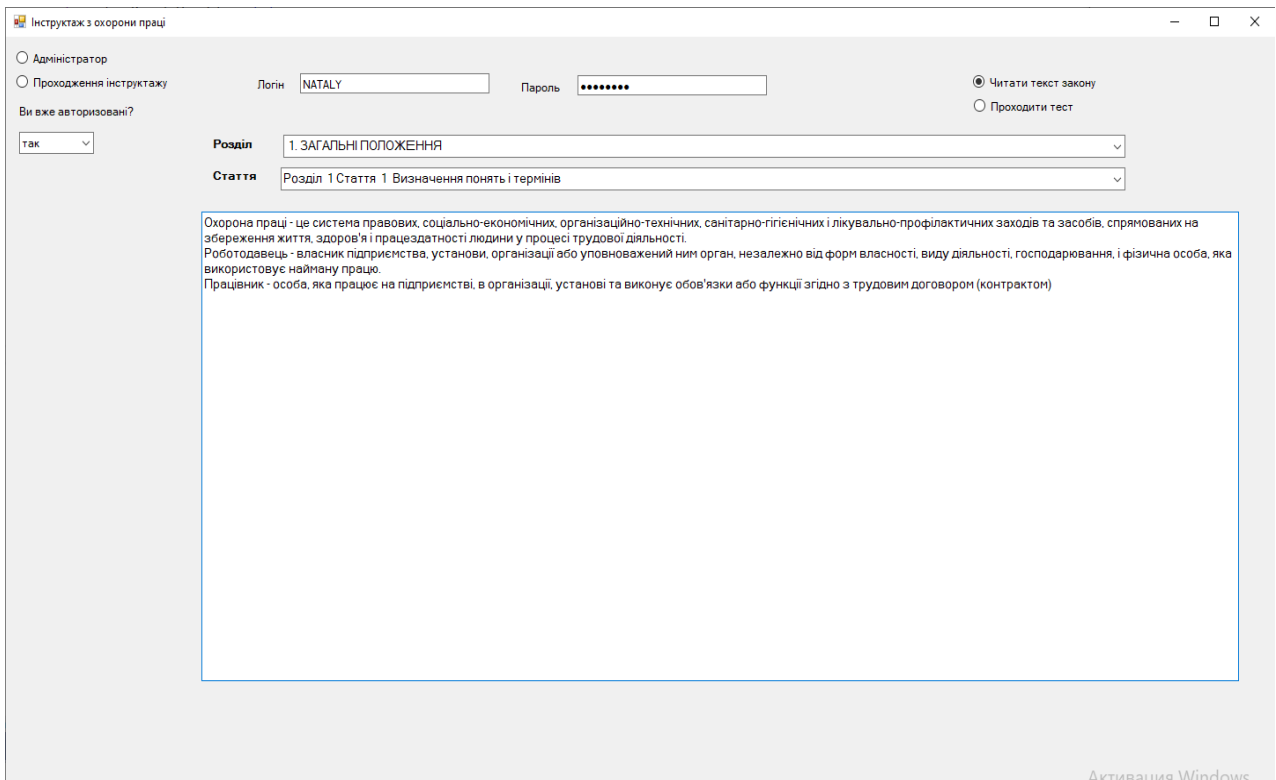 Інструктаж з охорони праці
Адміністратор
Проходження інструктажу
Логін NATALY Пароль ●●●●●●●● Читати текст закону
Проходити тест
Ви вже авторизовані?
так
Розділ 1. ЗАГАЛЬНІ ПОЛОЖЕННЯ
Стаття Розділ 1 Стаття 1 Визначення понять і термінів
Охорона праці - це система правових, соціально-економічних, організаційно-технічних, санітарно-гігієнічних і лікувально-профілактичних заходів та засобів, спрямованих на
збереження життя, здоров'я і працездатності людини у процесі трудової діяльності.
Роботодавець - власник підприємства, установи, організації або уповноважений ним орган, незалежно від форм власності, виду діяльності, господарювання, і фізична особа, яка
використовує найману працю.
Працівник - особа, яка працює на підприємстві, в організації, установі та виконує обов'язки або функції згідно з трудовим договором (контрактом)
Активация Windows